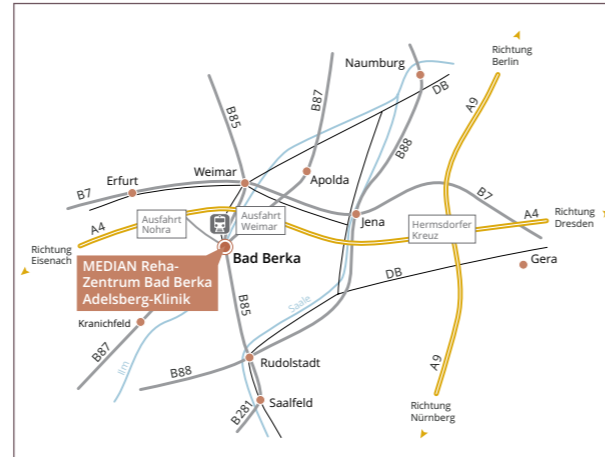 Richtung
Berlin
Naumburg
DB
B87
B85
A9
B88
Erfurt
Weimar
Apolda
B7
B7
Ausfahrt
Nohra
Ausfahrt
Weimar
Jena
Hermsdorfer
Kreuz
A4
Richtung
Dresden
A4
Richtung
Eisenach
Bad Berka
Gera
MEDIAN Reha-
Zentrum Bad Berka
Adelsberg-Klinik
DB
B85
Saale
Kranichfeld
B87
Ilm
B88
Rudolstadt
A9
Saalfeld
B281
Richtung
Nürnberg